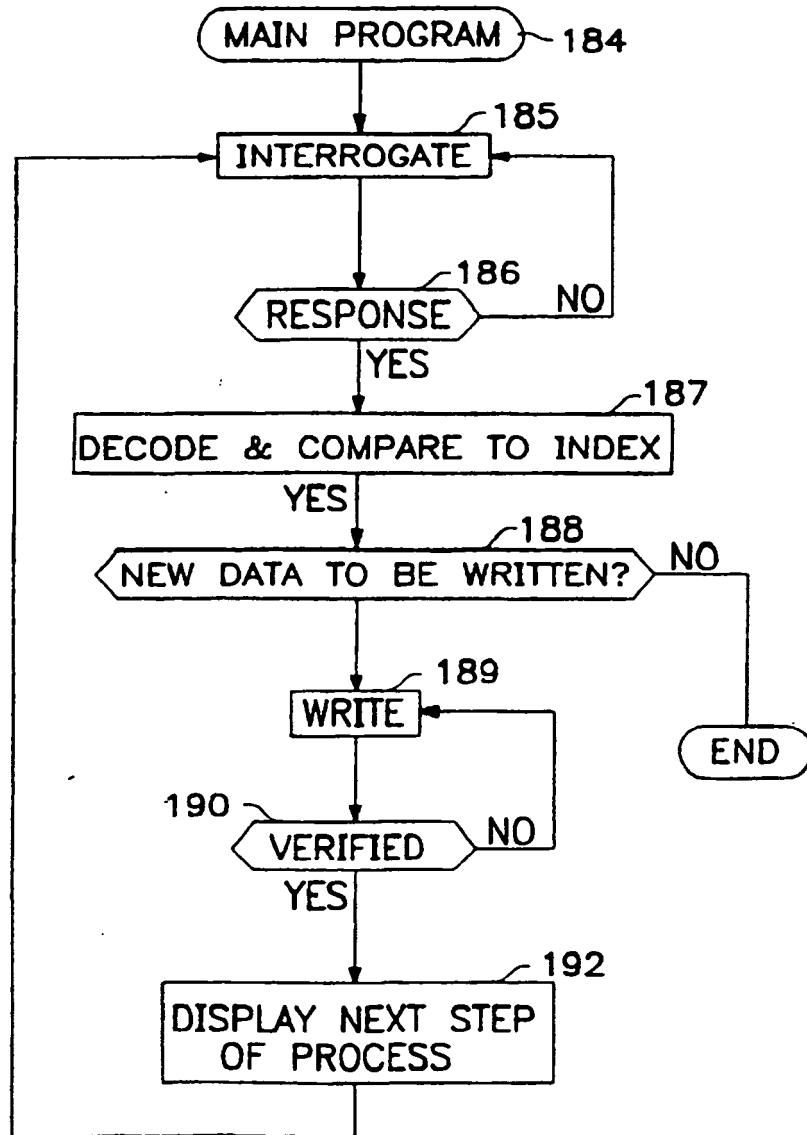 MAIN PROGRAM 184
185
INTERROGATE
186
RESPONSE NO
YES
187
DECODE & COMPARE TO INDEX
YES
188
NEW DATA TO BE WRITTEN? NO
189
WRITE
END
190
VERIFIED NO
YES
192
DISPLAY NEXT STEP
OF PROCESS